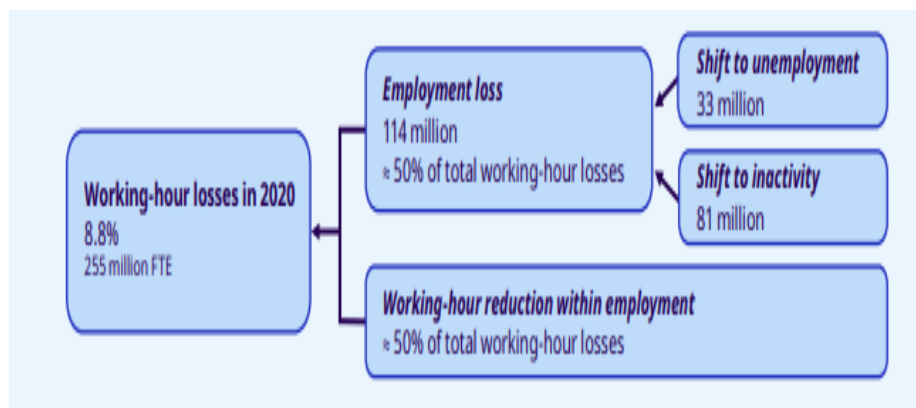 Working-hour losses in 2020
8.8%
255 million FTE
Employment loss
114 million
≈ 50% of total working-hour losses
Shift to unemployment
33 million
Shift to inactivity
81 million
Working-hour reduction within employment
≈ 50% of total working-hour losses